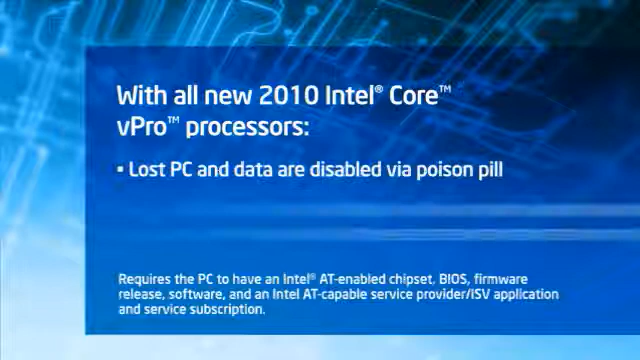 With all new 2010 Intel® Core™
vPro™ processors:
▪ Lost PC and data are disabled via poison pill
Requires the PC to have an Intel® AT-enabled chipset, BIOS, firmware
release, software, and an Intel AT-capable service provider/ISV application
and service subscription.